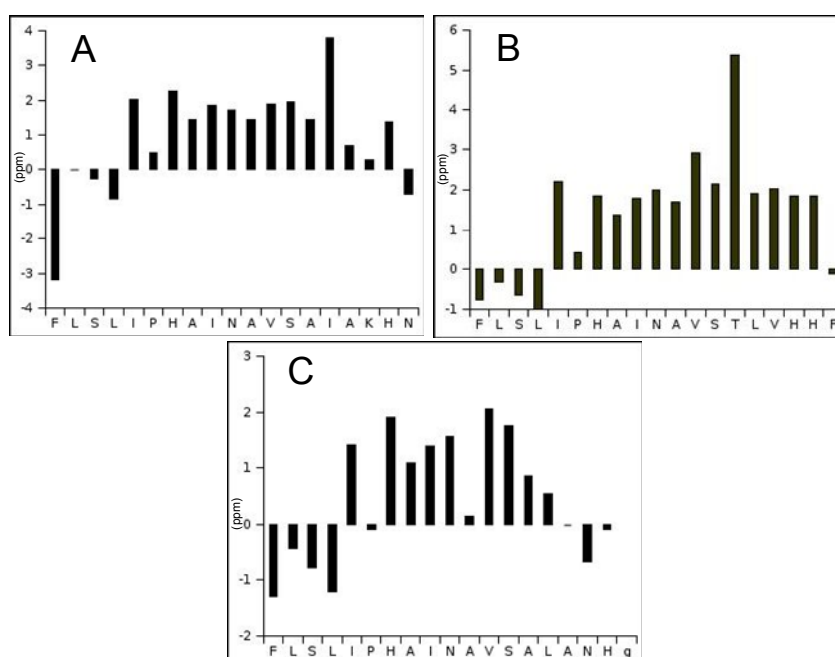 A
4
3
2
1
0
-1
-2
-3
-4
(ppm)
F L S L I P H A I N A V S A I A K H N
B
6
5
4
3
2
1
0
-1
(ppm)
F L S L I P H A I N A V S T L V H H F
C
3
2
1
0
-1
-2
(ppm)
F L S L I P H A I N A V S A L A N H g